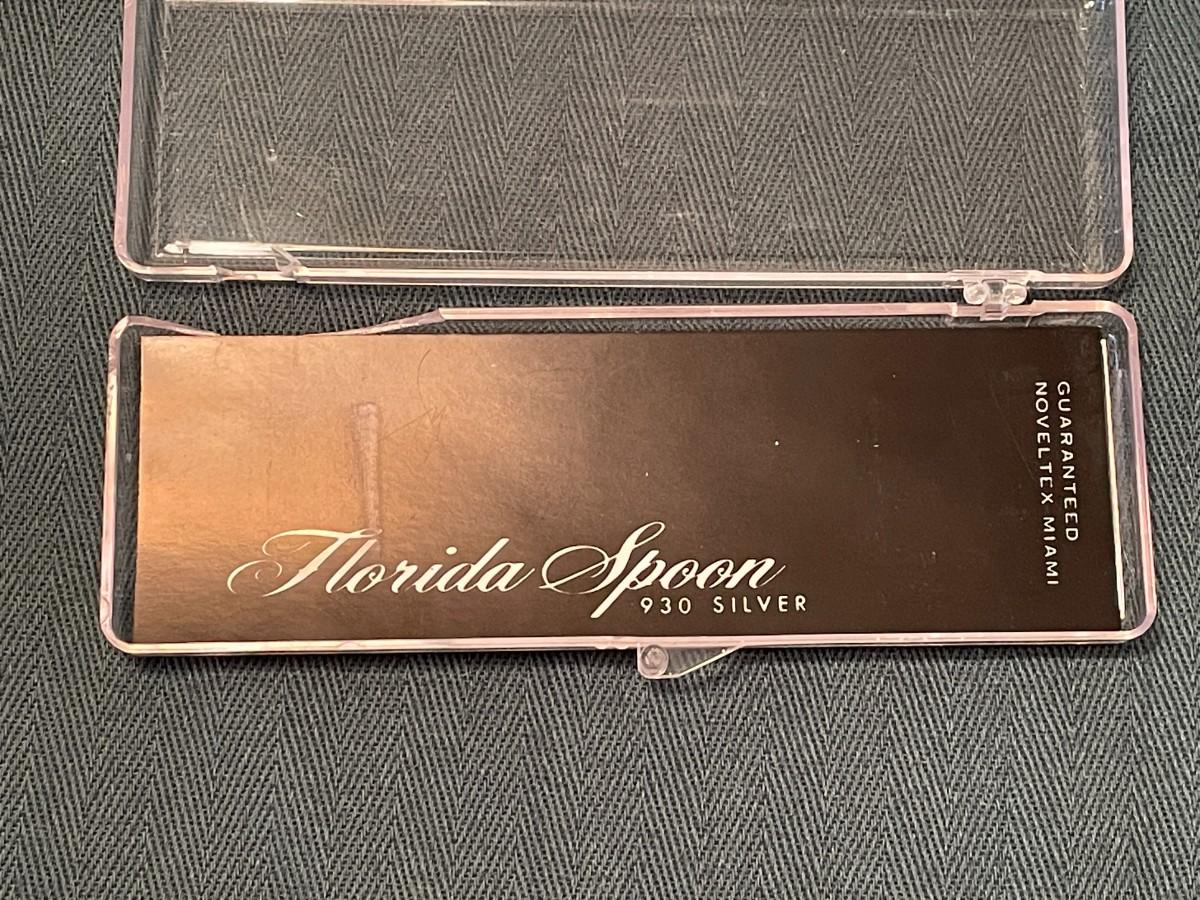 Florida Spoon
930 SILVER
GUARANTEED
NOVELTEX MIAMI